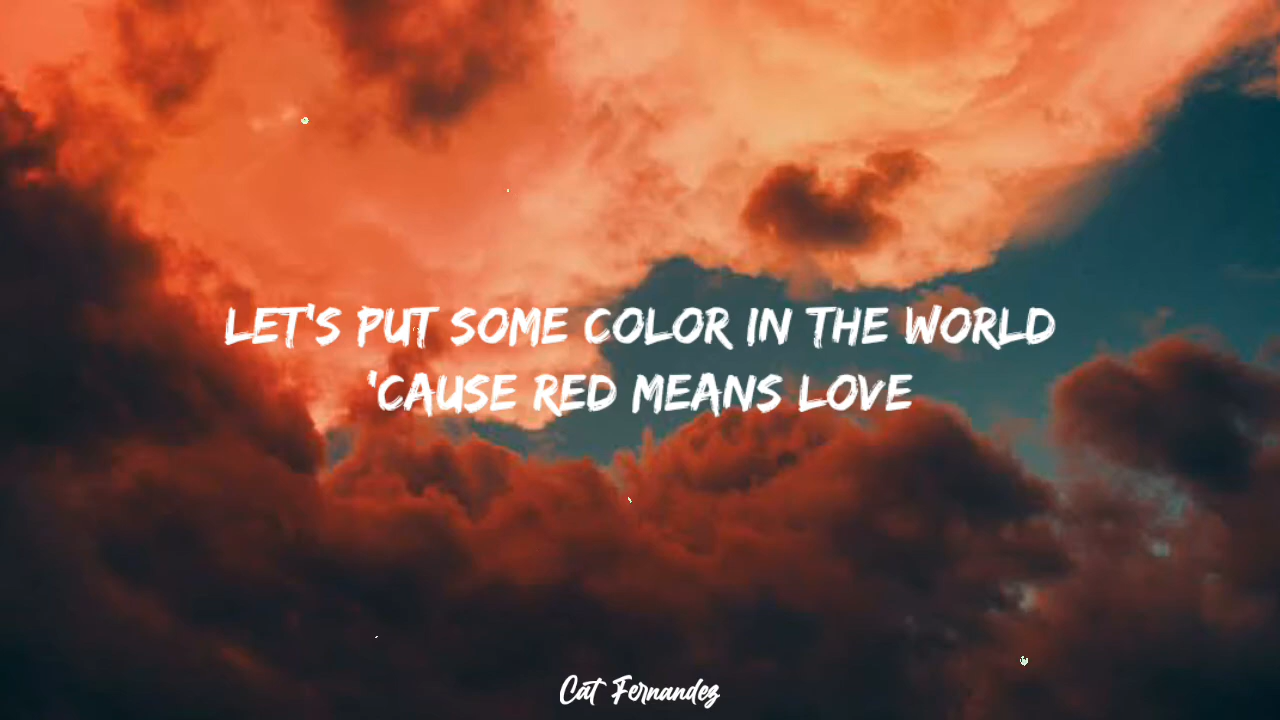 LET'S PUT SOME COLOR IN THE WORLD
'CAUSE RED MEANS LOVE
Cat Fernandez